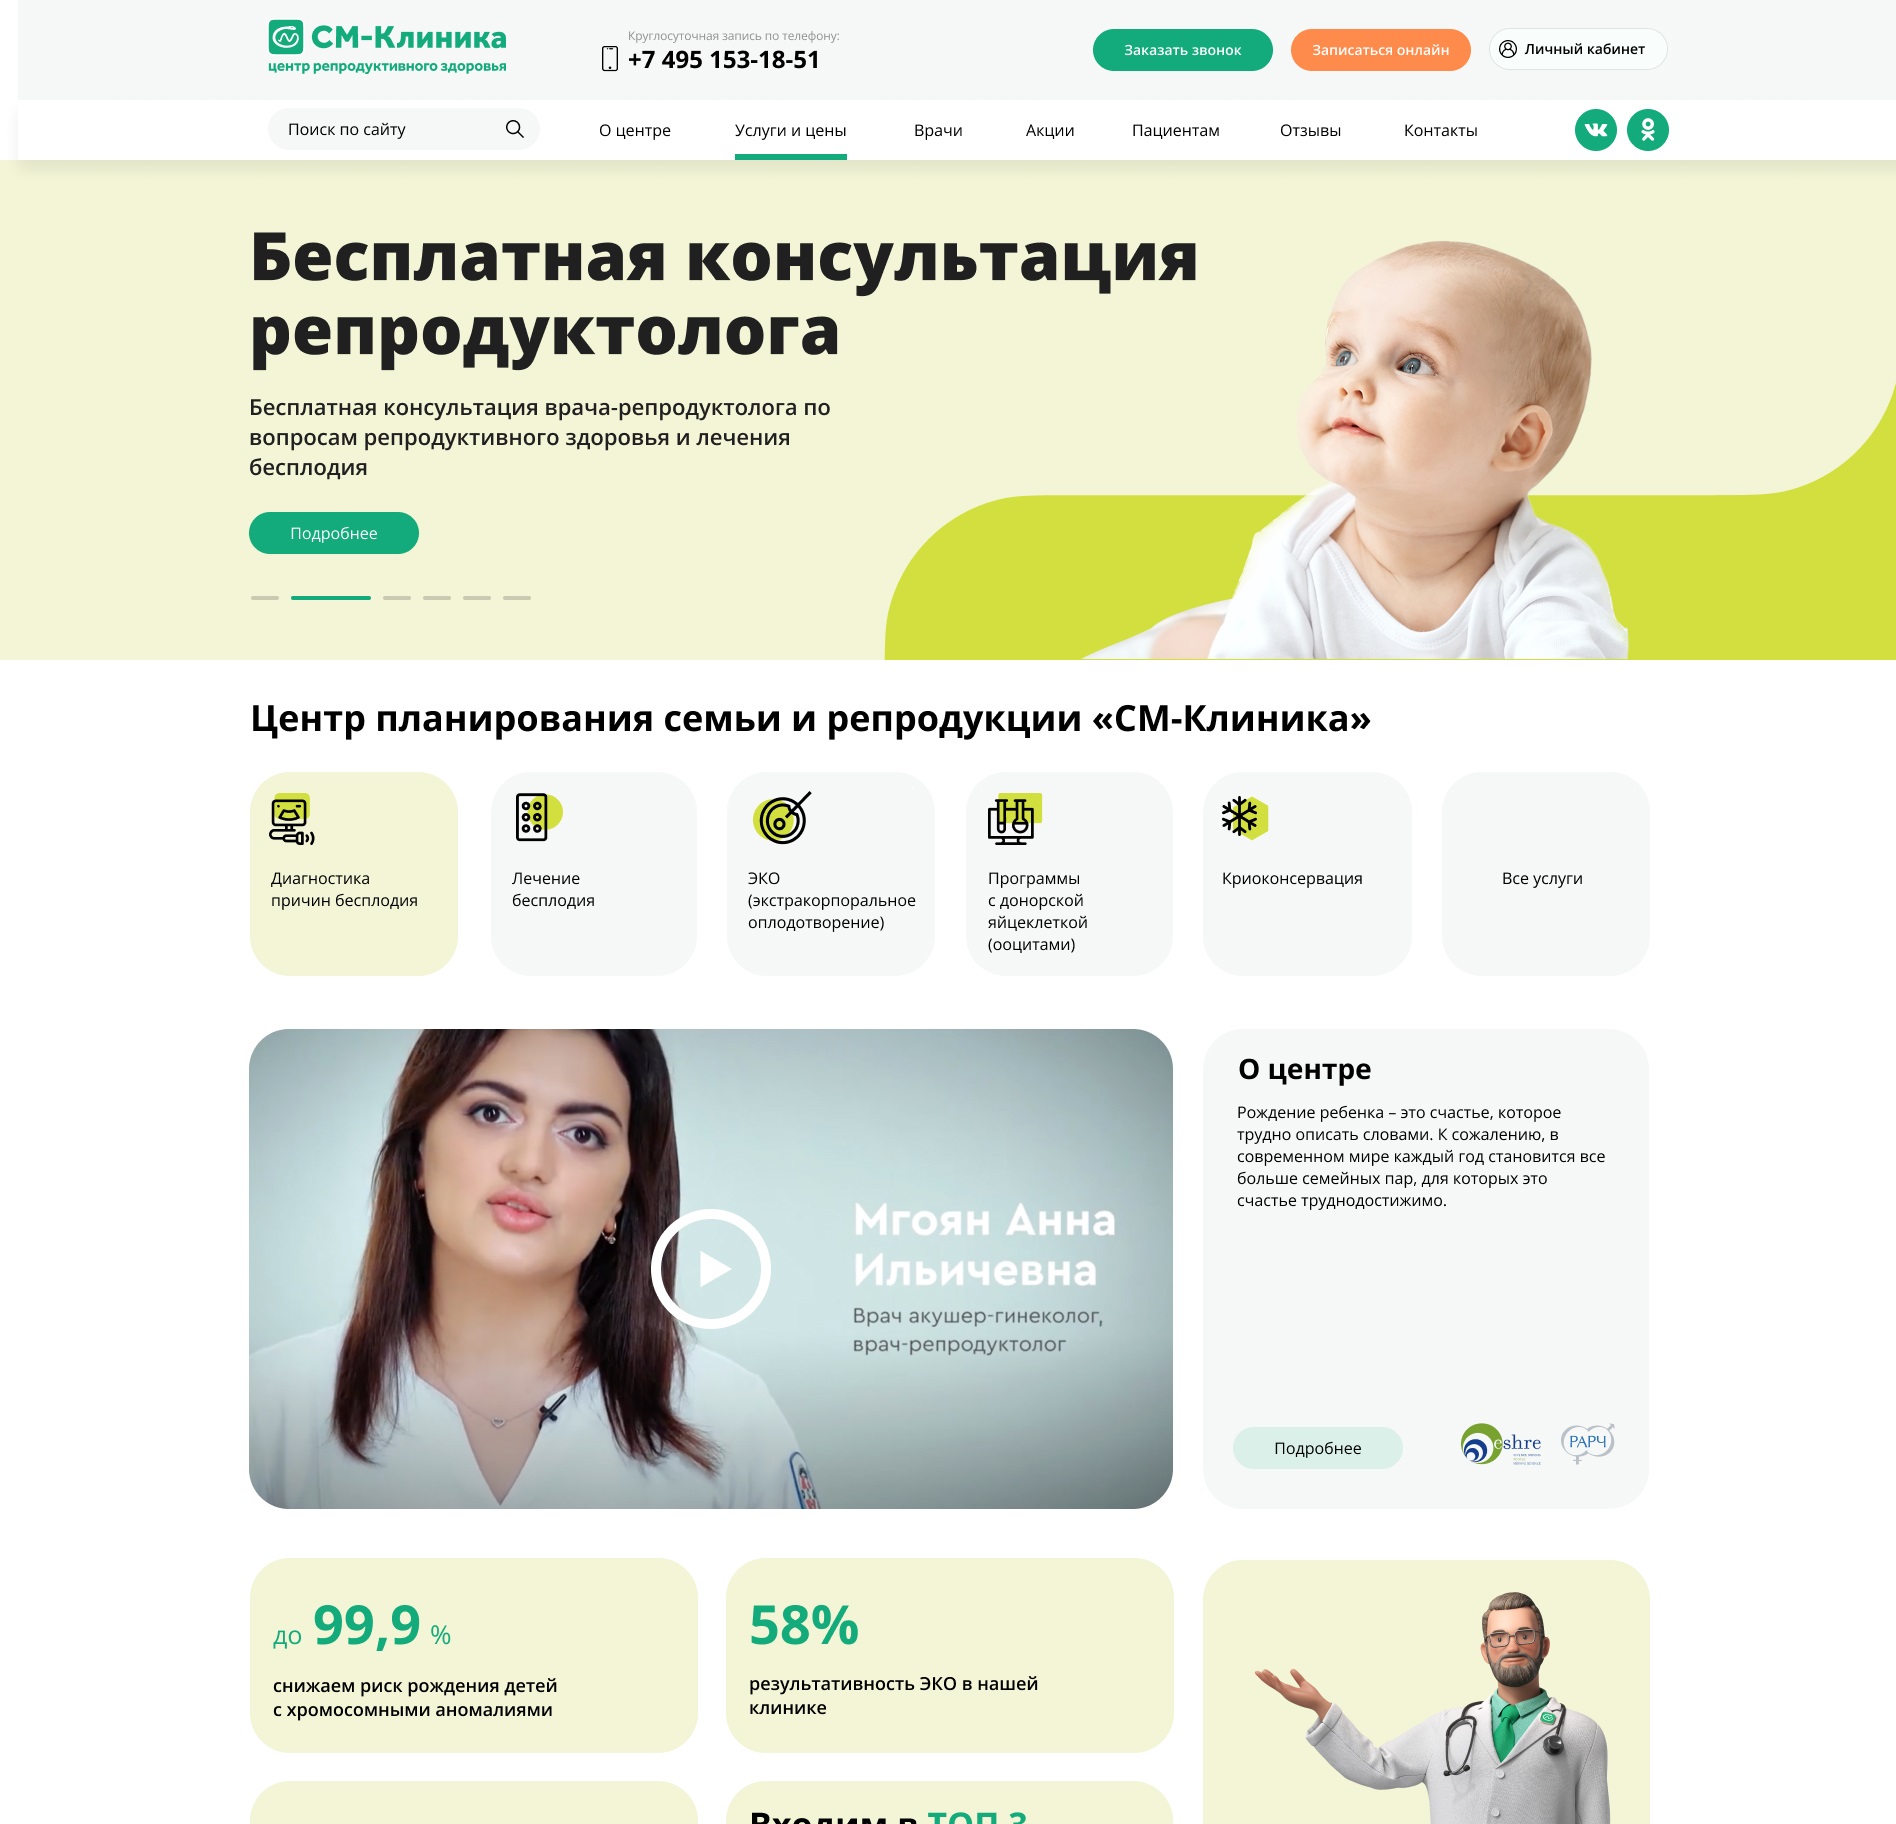 СМ-Клиника
центр репродуктивного здоровья
Круглосуточная запись по телефону:
+7 495 153-18-51
Заказать звонок
Записаться онлайн
Личный кабинет
Поиск по сайту
О центре
Услуги и цены
Врачи
Акции
Пациентам
Отзывы
Контакты
Бесплатная консультация
репродуктолога
Бесплатная консультация врача-репродуктолога по
вопросам репродуктивного здоровья и лечения
бесплодия
Подробнее
Центр планирования семьи и репродукции «СМ-Клиника»
Диагностика
причин бесплодия
Лечение
бесплодия
ЭКО
(экстракорпоральное
оплодотворение)
Программы
с донорской
яйцеклеткой
(ооцитами)
Криоконсервация
Все услуги
Мгоян Анна
Ильичевна
Врач акушер-гинеколог,
врач-репродуктолог
О центре
Рождение ребенка – это счастье, которое
трудно описать словами. К сожалению, в
современном мире каждый год становится все
больше семейных пар, для которых это
счастье труднодостижимо.
Подробнее
eshre
РАРЧ
до 99,9 %
снижаем риск рождения детей
с хромосомными аномалиями
58%
результативность ЭКО в нашей
клинике
Входим в ТОП 3